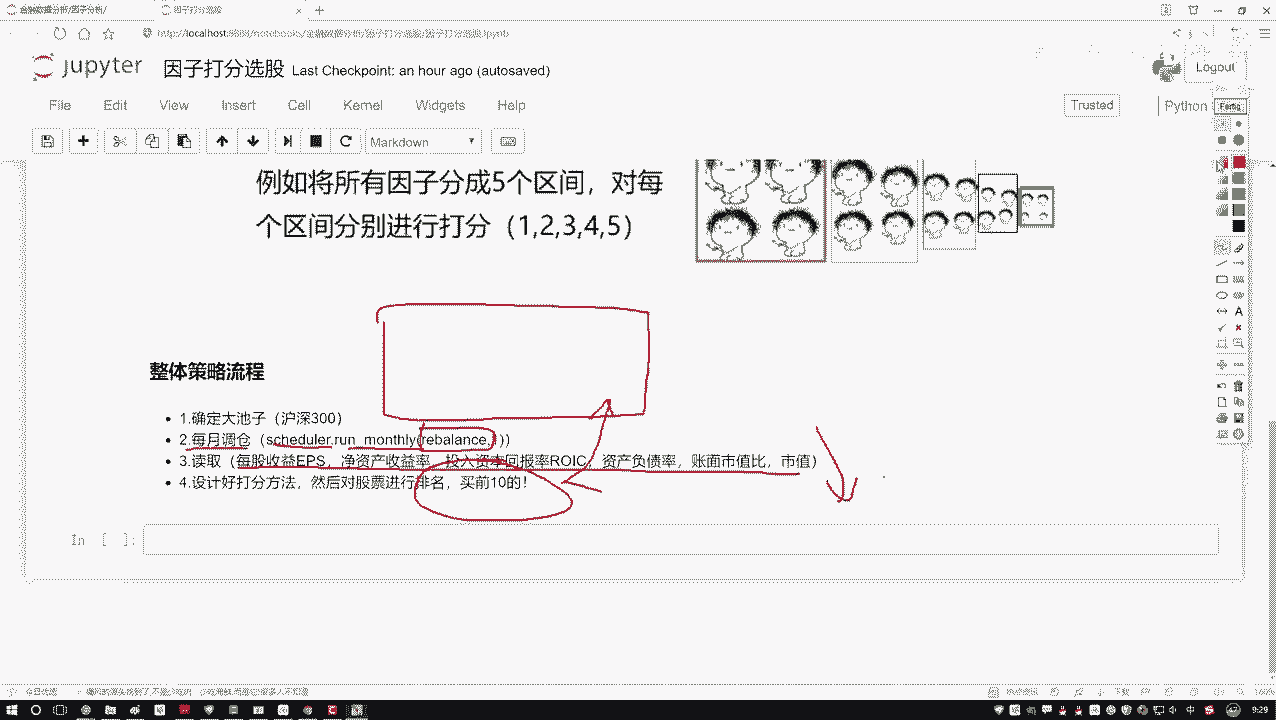 jupyter 因子打分选股 Last Checkpoint: an hour ago (autosaved)
Logout
File Edit View Insert Cell Kernel Widgets Help
Trusted
Python
Fertig
Markdown
例如将所有因子分成5个区间，对每
个区间分别进行打分（1,2,3,4,5）
整体策略流程
1.确定大池子（沪深300）
2.每月调仓（scheduler.run_monthly(rebalance,1)）
3.读取（每股收益EPS，净资产收益率，投入资本回报率ROIC，资产负债率，账面市值比，市值）
4.设计好打分方法，然后对股票进行排名，买前10的！
In [ ]:
中
9:29